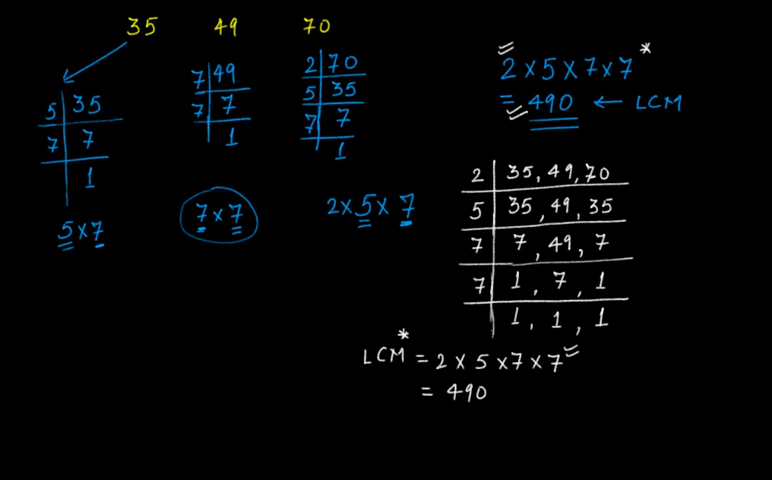 35 49 70
5 35
7 7
1
5 × 7
7 49
7 7
1
7 × 7
2 70
5 35
7 7
1
2 × 5 × 7
2 × 5 × 7 × 7 *
= 490 ← LCM
2 35, 49, 70
5 35, 49, 35
7 7, 49, 7
7 1, 7, 1
1, 1, 1
LCM* = 2 × 5 × 7 × 7
= 490